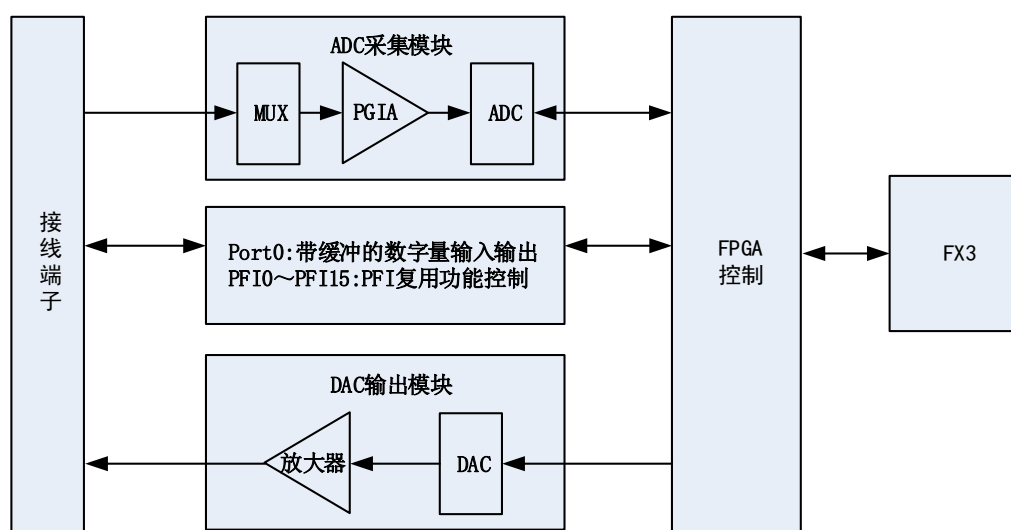 ADC采集模块
MUX
PGIA
ADC
接
线
端
子
Port0:带缓冲的数字量输入输出
PFI0～PFI15:PFI复用功能控制
FPGA
控制
FX3
DAC输出模块
放大器
DAC